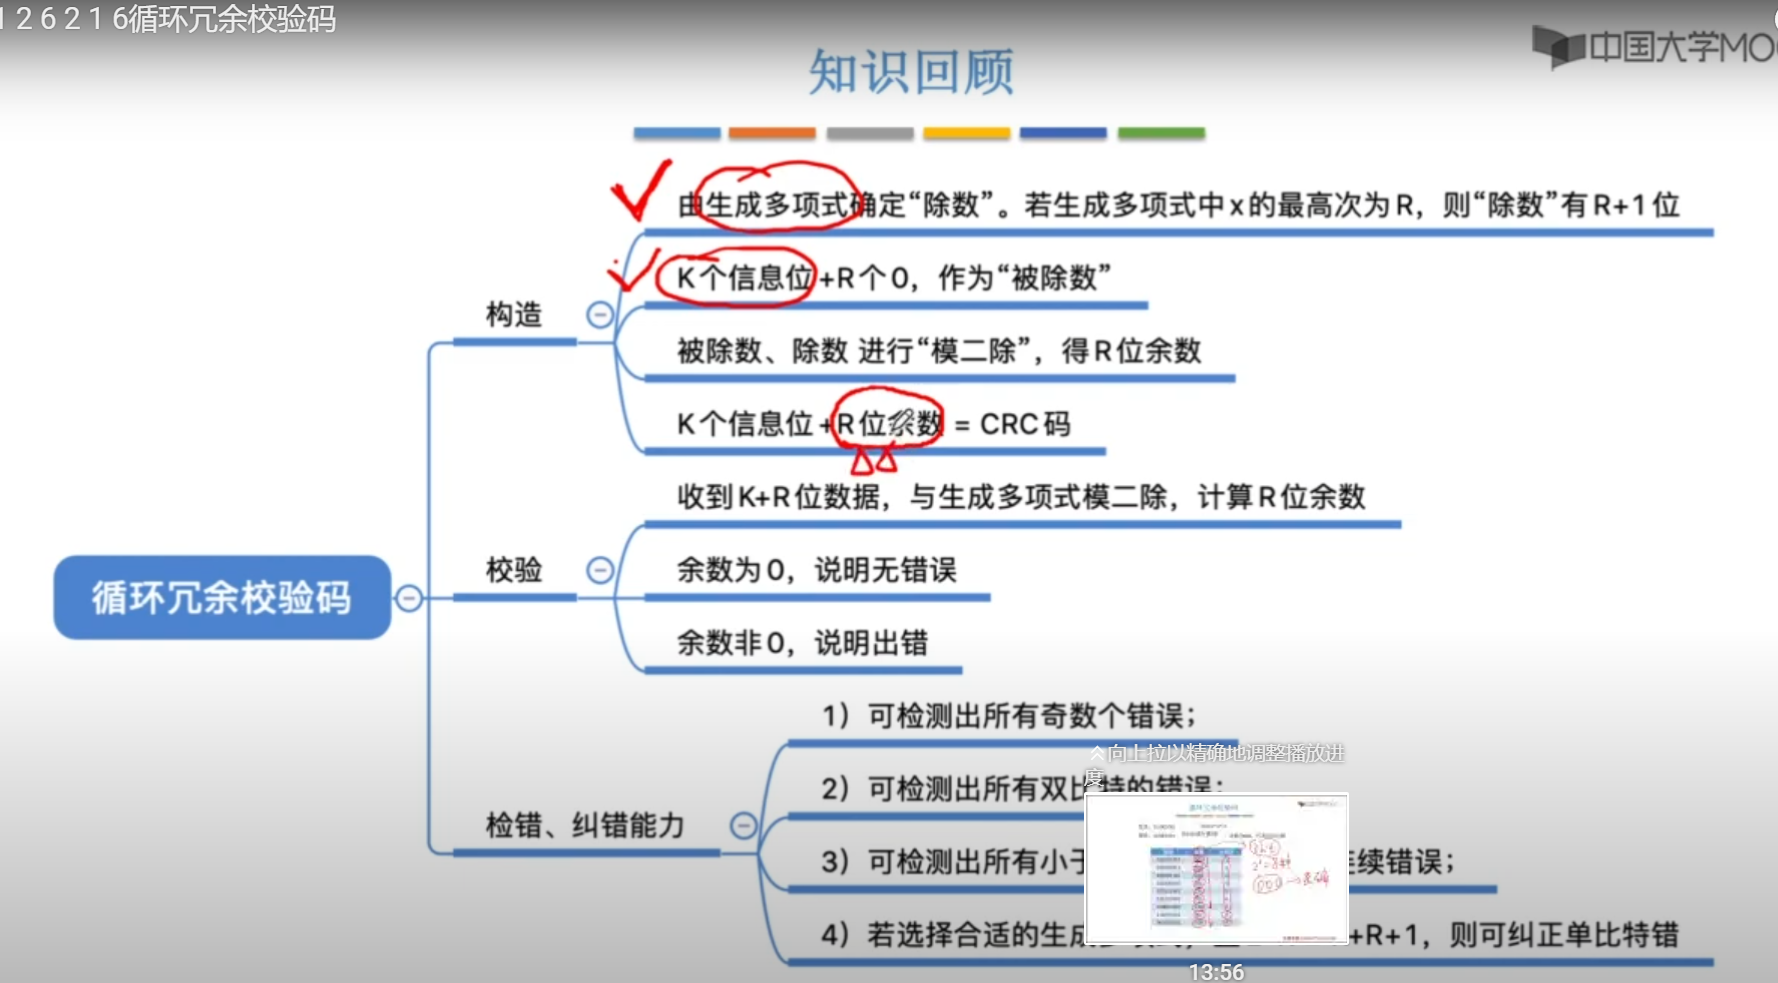 1 2 6 2 1 6循环冗余校验码
中国大学MO
知识回顾
由生成多项式确定“除数”。若生成多项式中x的最高次为R，则“除数”有R+1位
K个信息位+R个0，作为“被除数”
构造
被除数、除数 进行“模二除”，得R位余数
K个信息位+R位余数 = CRC码
收到K+R位数据，与生成多项式模二除，计算R位余数
校验
余数为0，说明无错误
循环冗余校验码
余数非0，说明出错
1）可检测出所有奇数个错误；
向上拉以精确地调整播放进
度
2）可检测出所有双比特的错误；
检错、纠错能力
3）可检测出所有小于 连续错误；
4）若选择合适的生成多项式， +R+1，则可纠正单比特错
13:56